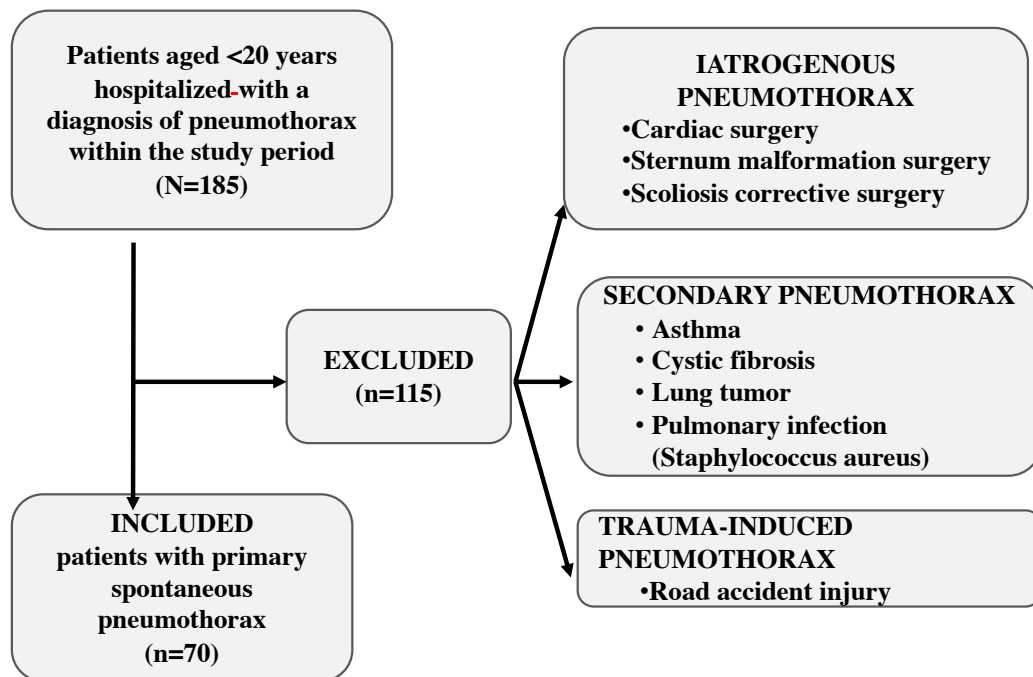 Patients aged <20 years
hospitalized-with a
diagnosis of pneumothorax
within the study period
(N=185)
IATROGENOUS
PNEUMOTHORAX
•Cardiac surgery
•Sternum malformation surgery
•Scoliosis corrective surgery
EXCLUDED
(n=115)
SECONDARY PNEUMOTHORAX
• Asthma
• Cystic fibrosis
• Lung tumor
• Pulmonary infection
(Staphylococcus aureus)
INCLUDED
patients with primary
spontaneous
pneumothorax
(n=70)
TRAUMA-INDUCED
PNEUMOTHORAX
•Road accident injury